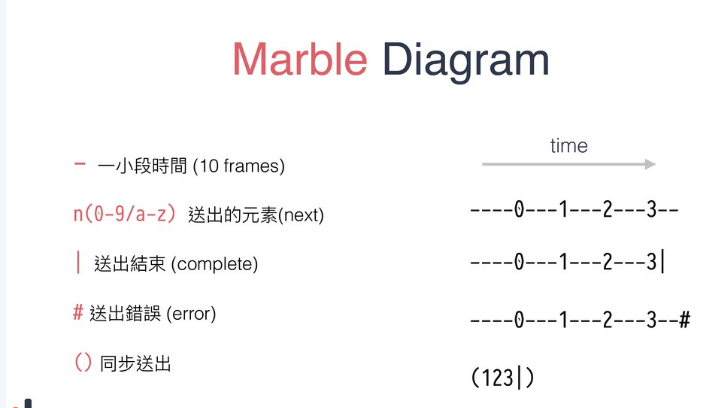 Marble Diagram
- 一小段時間 (10 frames)
n(0-9/a-z) 送出的元素(next)
| 送出結束 (complete)
# 送出錯誤 (error)
() 同步送出
time
----0---1---2---3--
----0---1---2---3|
----0---1---2---3--#
(123|)